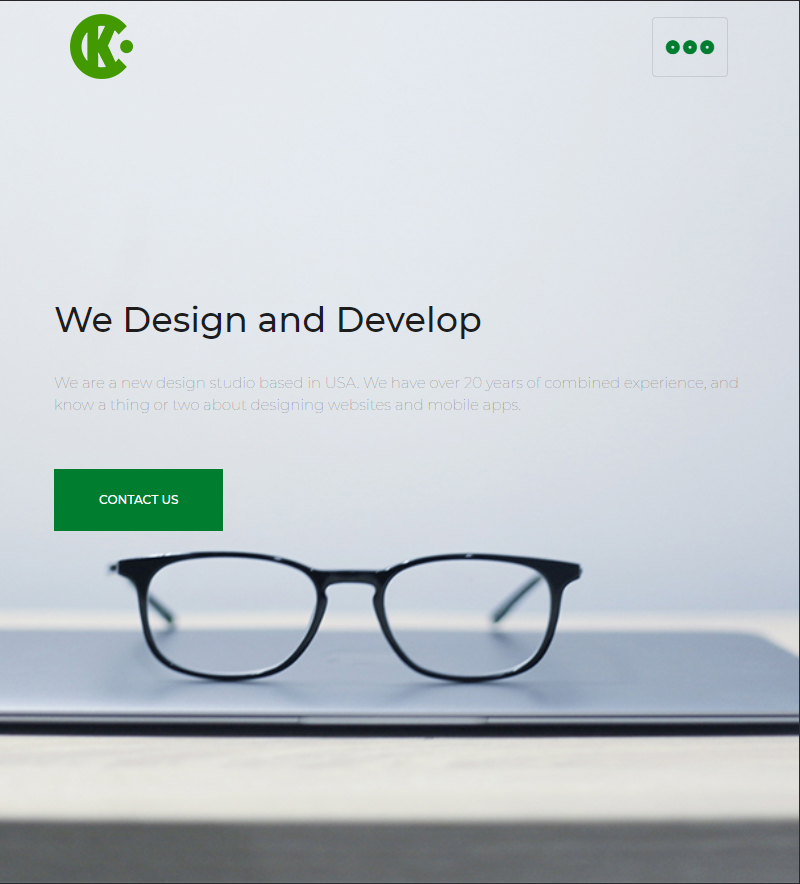 CK
We Design and Develop
We are a new design studio based in USA. We have over 20 years of combined experience, and
know a thing or two about designing websites and mobile apps.
CONTACT US